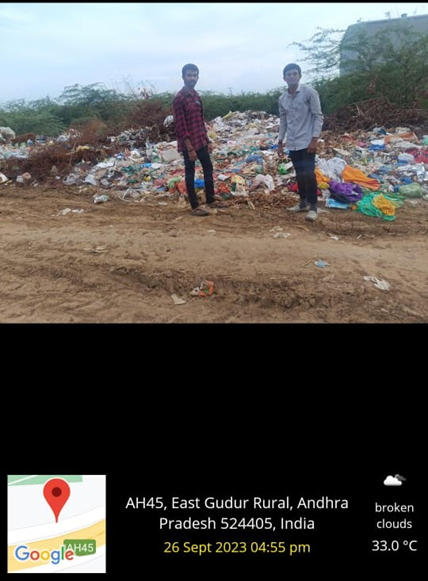 AH45, East Gudur Rural, Andhra
Pradesh 524405, India
26 Sept 2023 04:55 pm
broken
clouds
33.0 °C
Google
AH45